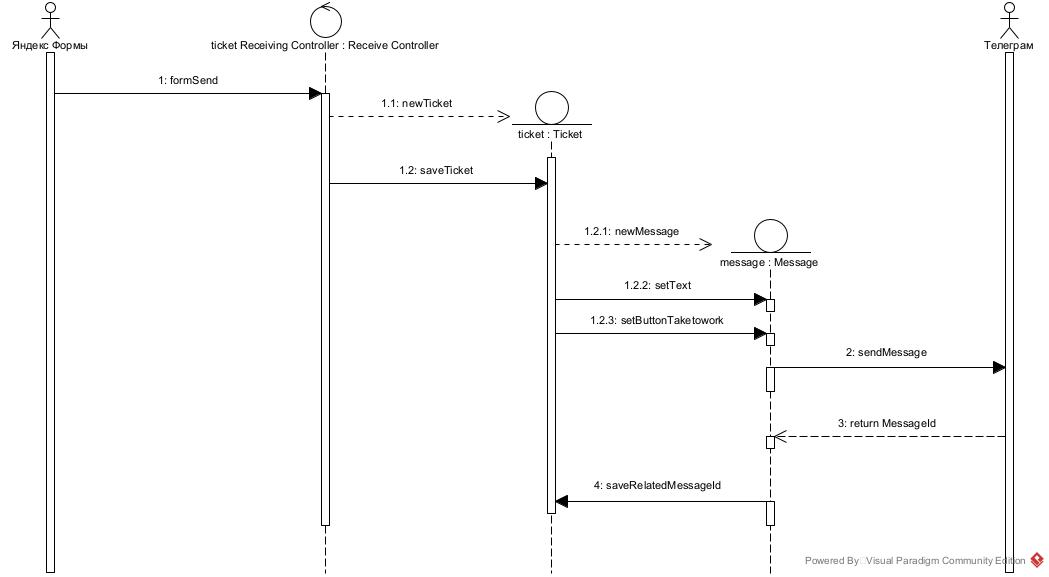 Яндекс Формы
ticket Receiving Controller : Receive Controller
Телеграм
1: formSend
1.1: newTicket
ticket : Ticket
1.2: saveTicket
1.2.1: newMessage
message : Message
1.2.2: setText
1.2.3: setButtonTaketowork
2: sendMessage
3: return MessageId
4: saveRelatedMessageId
Powered By Visual Paradigm Community Edition